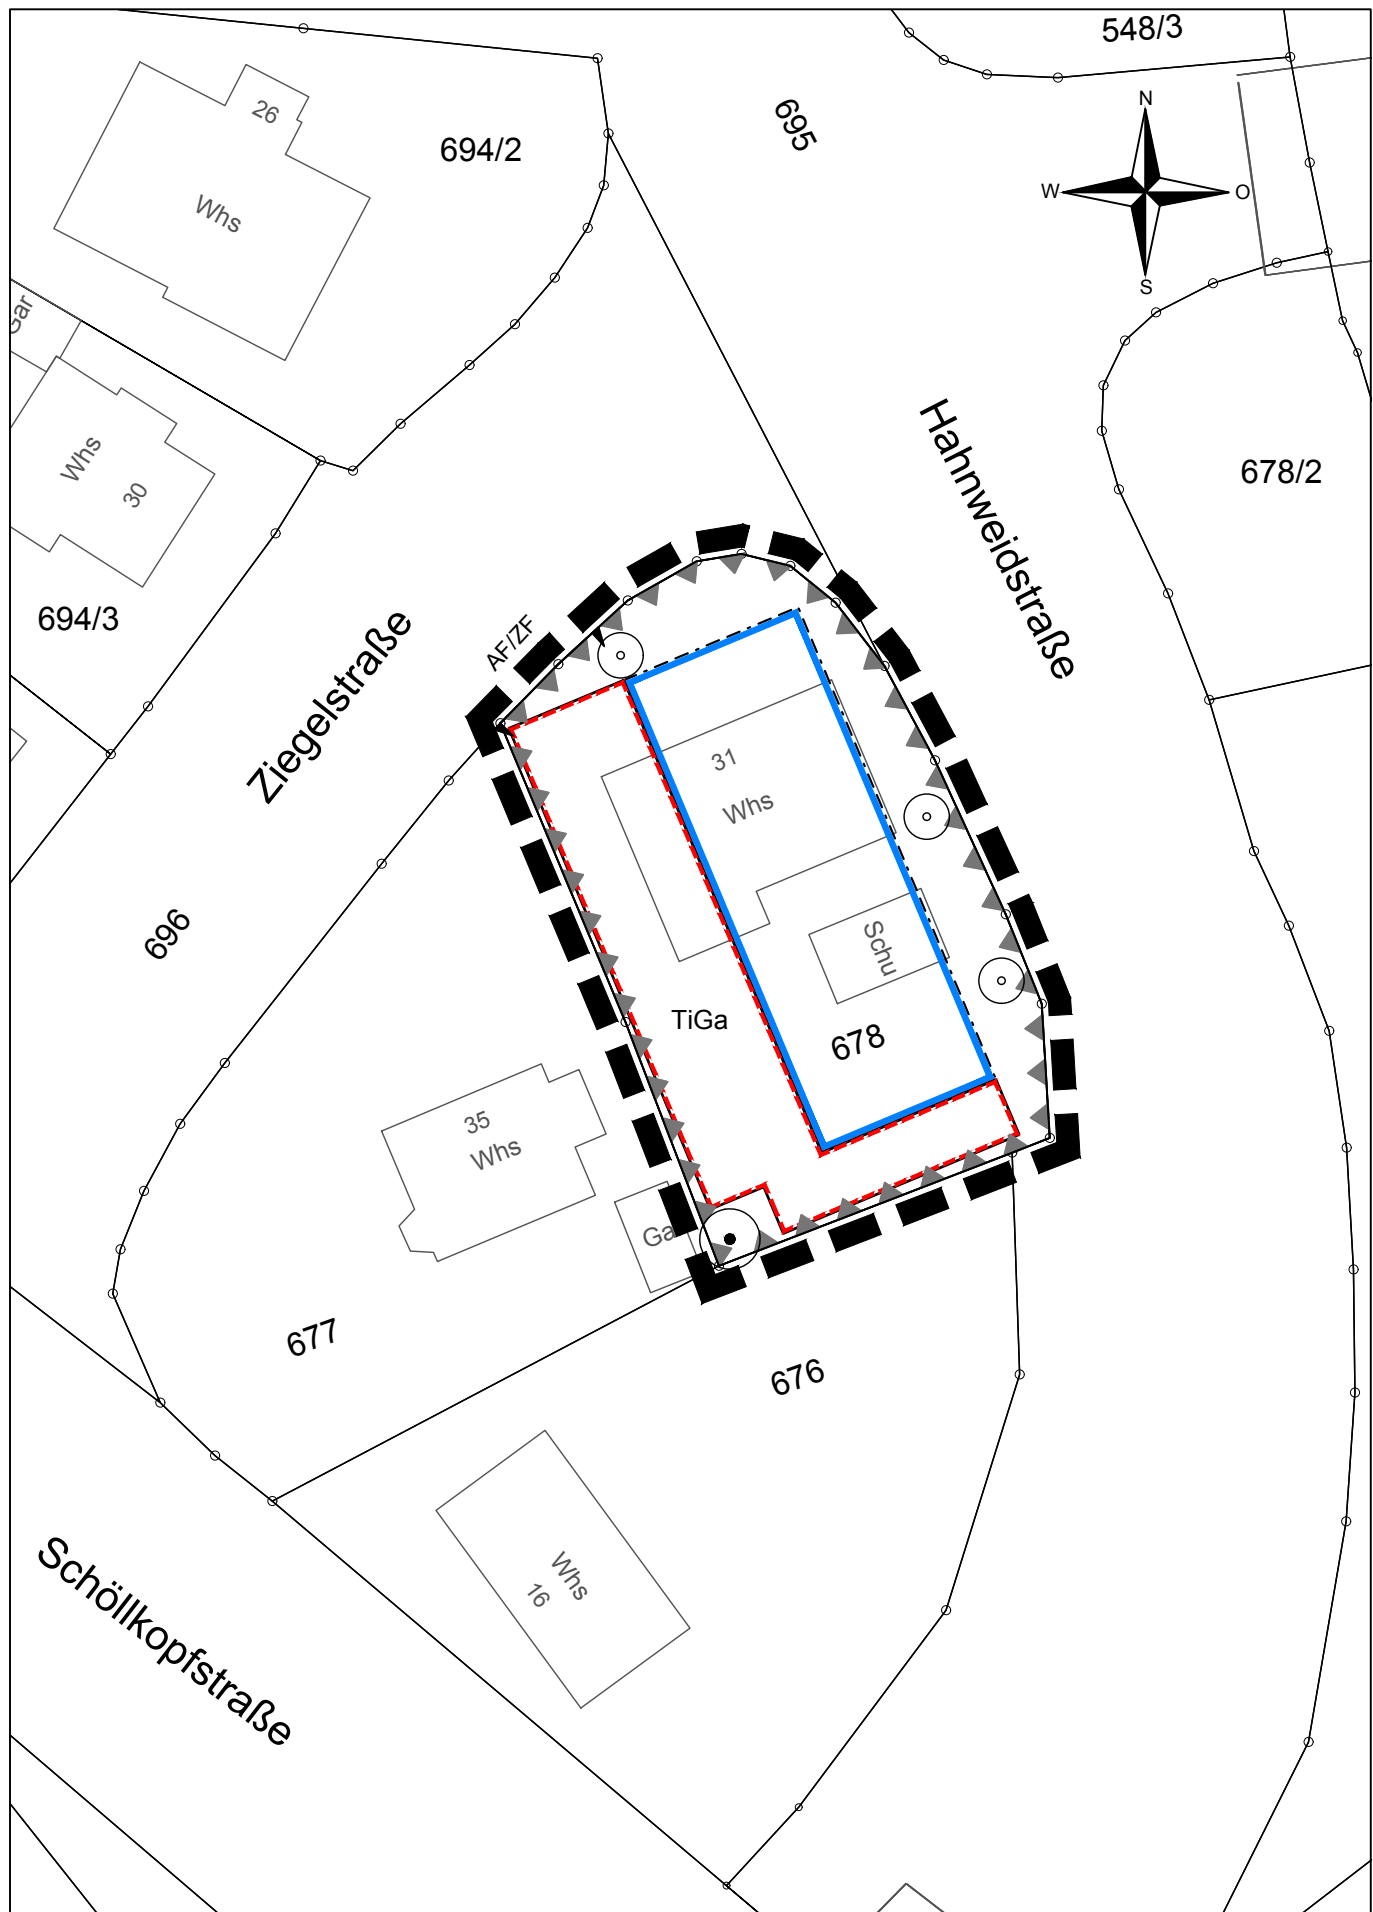 548/3
695
26
694/2
Whs
N
W
O
S
Gar
Whs
30
Hahnweidstraße
678/2
694/3
AF/ZF
Ziegelstraße
31
Whs
696
Schu
TiGa
678
35
Whs
Ga
677
676
Whs
16
Schöllkopfstraße